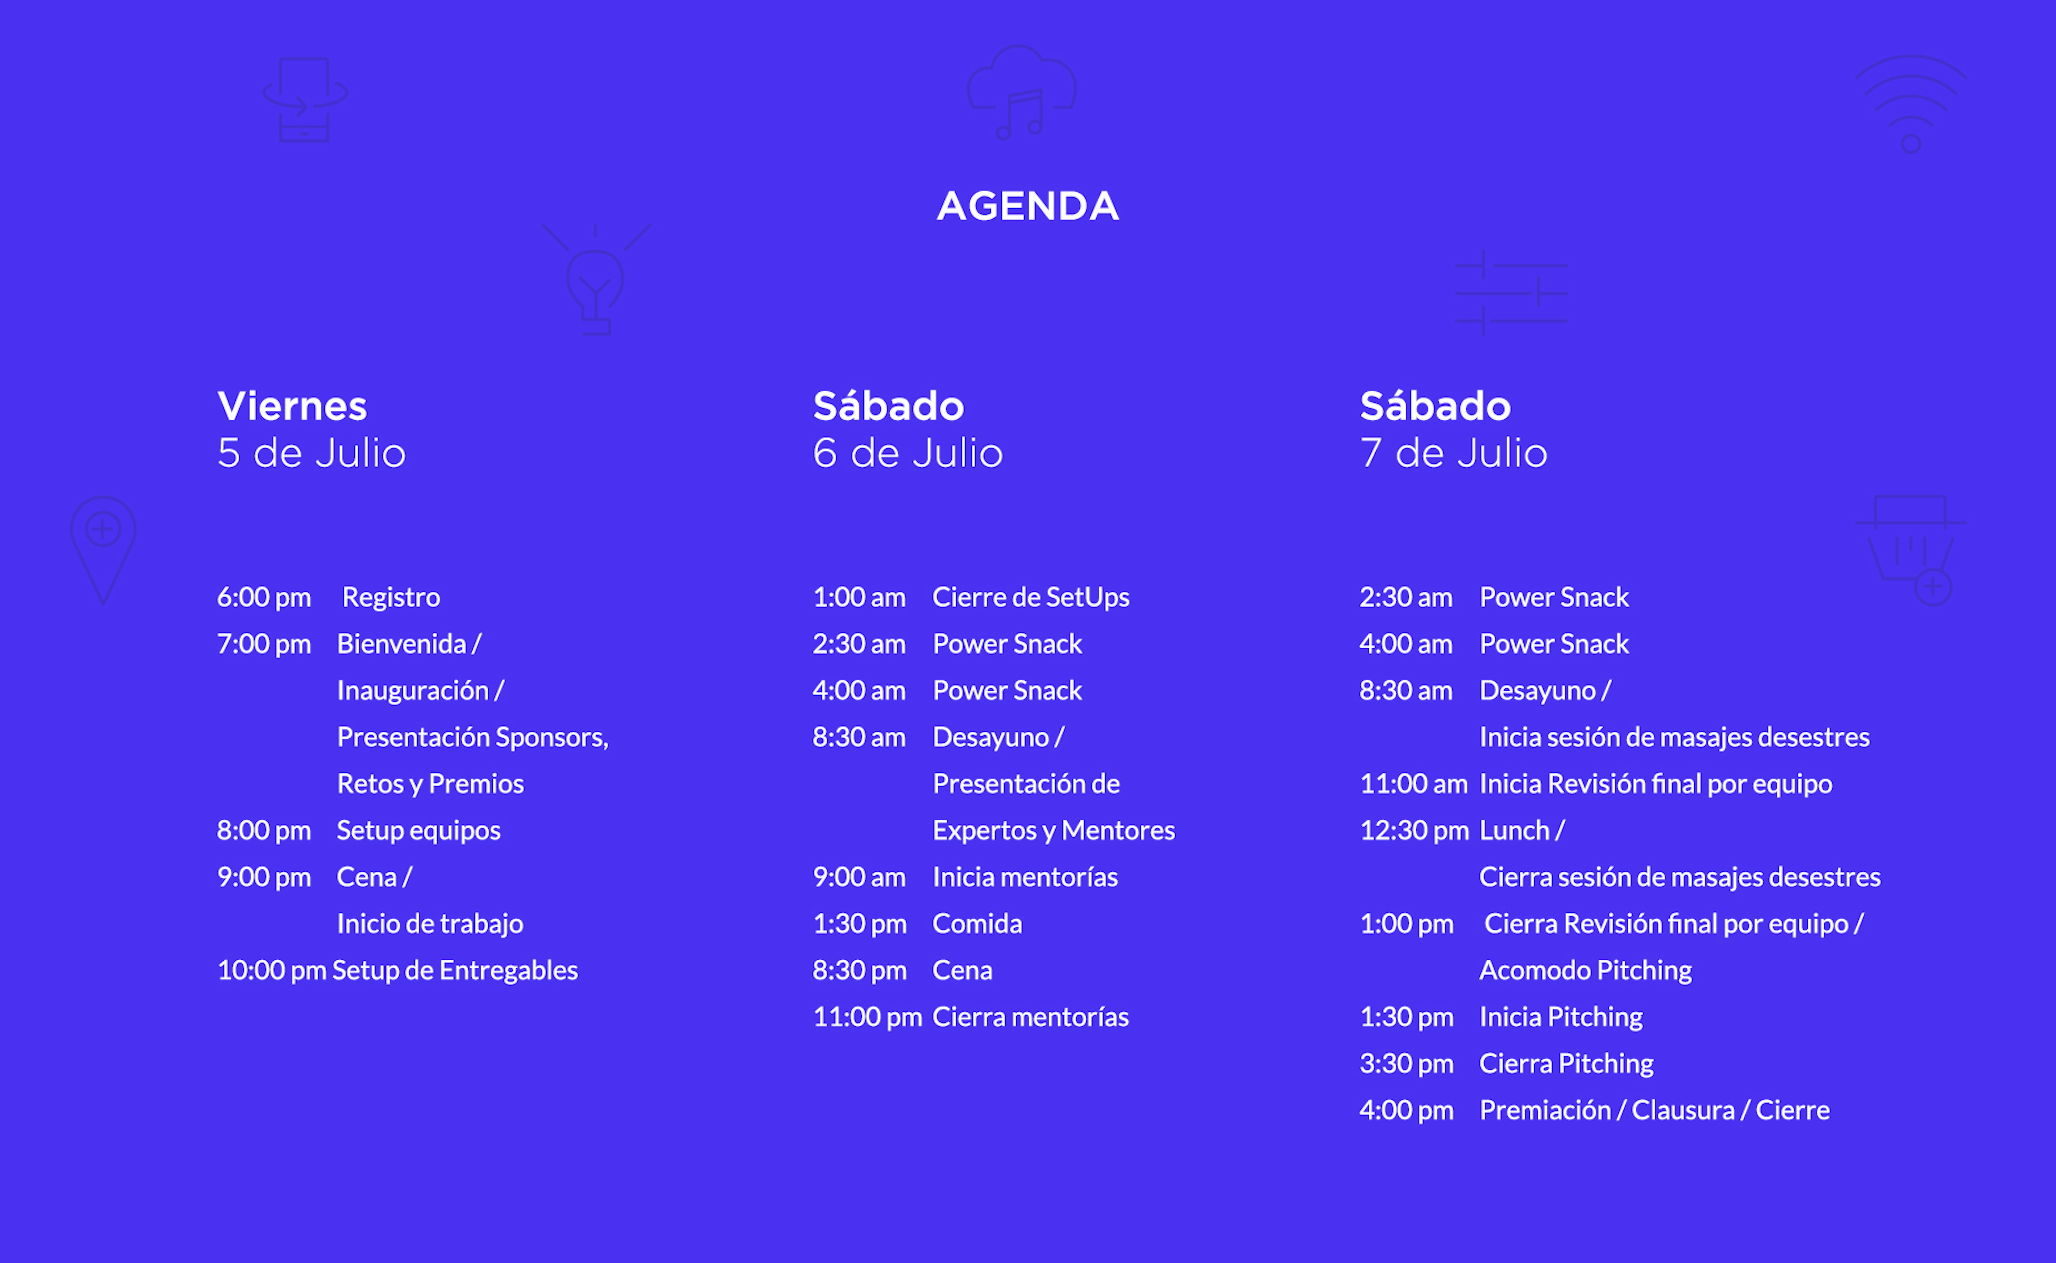 AGENDA
Viernes
5 de Julio
6:00 pm Registro
7:00 pm Bienvenida /
Inauguración /
Presentación Sponsors,
Retos y Premios
8:00 pm Setup equipos
9:00 pm Cena /
Inicio de trabajo
10:00 pm Setup de Entregables
Sábado
6 de Julio
1:00 am Cierre de SetUps
2:30 am Power Snack
4:00 am Power Snack
8:30 am Desayuno /
Presentación de
Expertos y Mentores
9:00 am Inicia mentorías
1:30 pm Comida
8:30 pm Cena
11:00 pm Cierra mentorías
Sábado
7 de Julio
2:30 am Power Snack
4:00 am Power Snack
8:30 am Desayuno /
Inicia sesión de masajes desestres
11:00 am Inicia Revisión final por equipo
12:30 pm Lunch /
Cierra sesión de masajes desestres
1:00 pm Cierra Revisión final por equipo /
Acomodo Pitching
1:30 pm Inicia Pitching
3:30 pm Cierra Pitching
4:00 pm Premiación / Clausura / Cierre